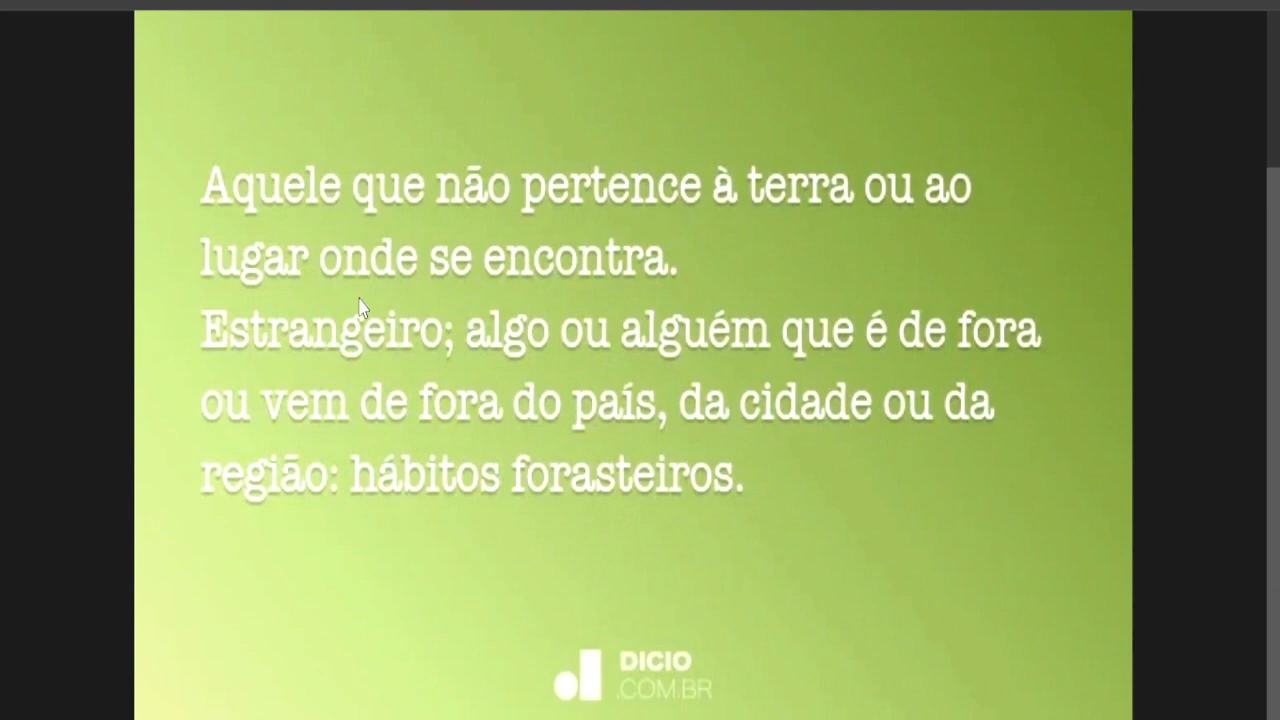 Aquele que não pertence à terra ou ao
lugar onde se encontra.
Estrangeiro; algo ou alguém que é de fora
ou vem de fora do país, da cidade ou da
região: hábitos forasteiros.
DICIO
.COM.BR